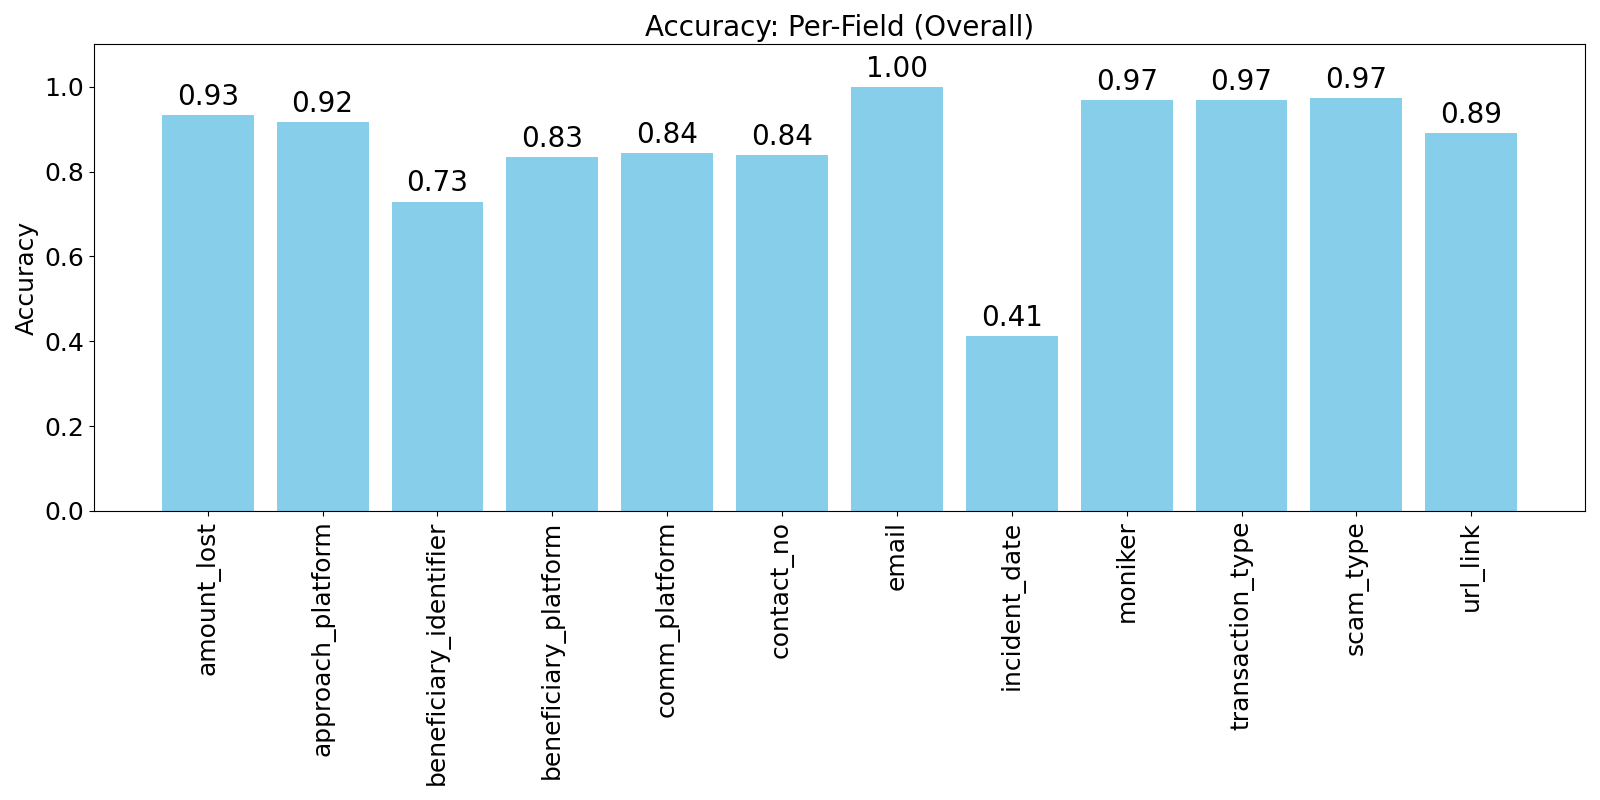 Accuracy: Per-Field (Overall)
Accuracy
1.0
0.8
0.6
0.4
0.2
0.0
0.93
0.92
0.73
0.83
0.84
0.84
1.00
0.41
0.97
0.97
0.97
0.89
amount_lost
approach_platform
beneficiary_identifier
beneficiary_platform
comm_platform
contact_no
email
incident_date
moniker
transaction_type
scam_type
url_link